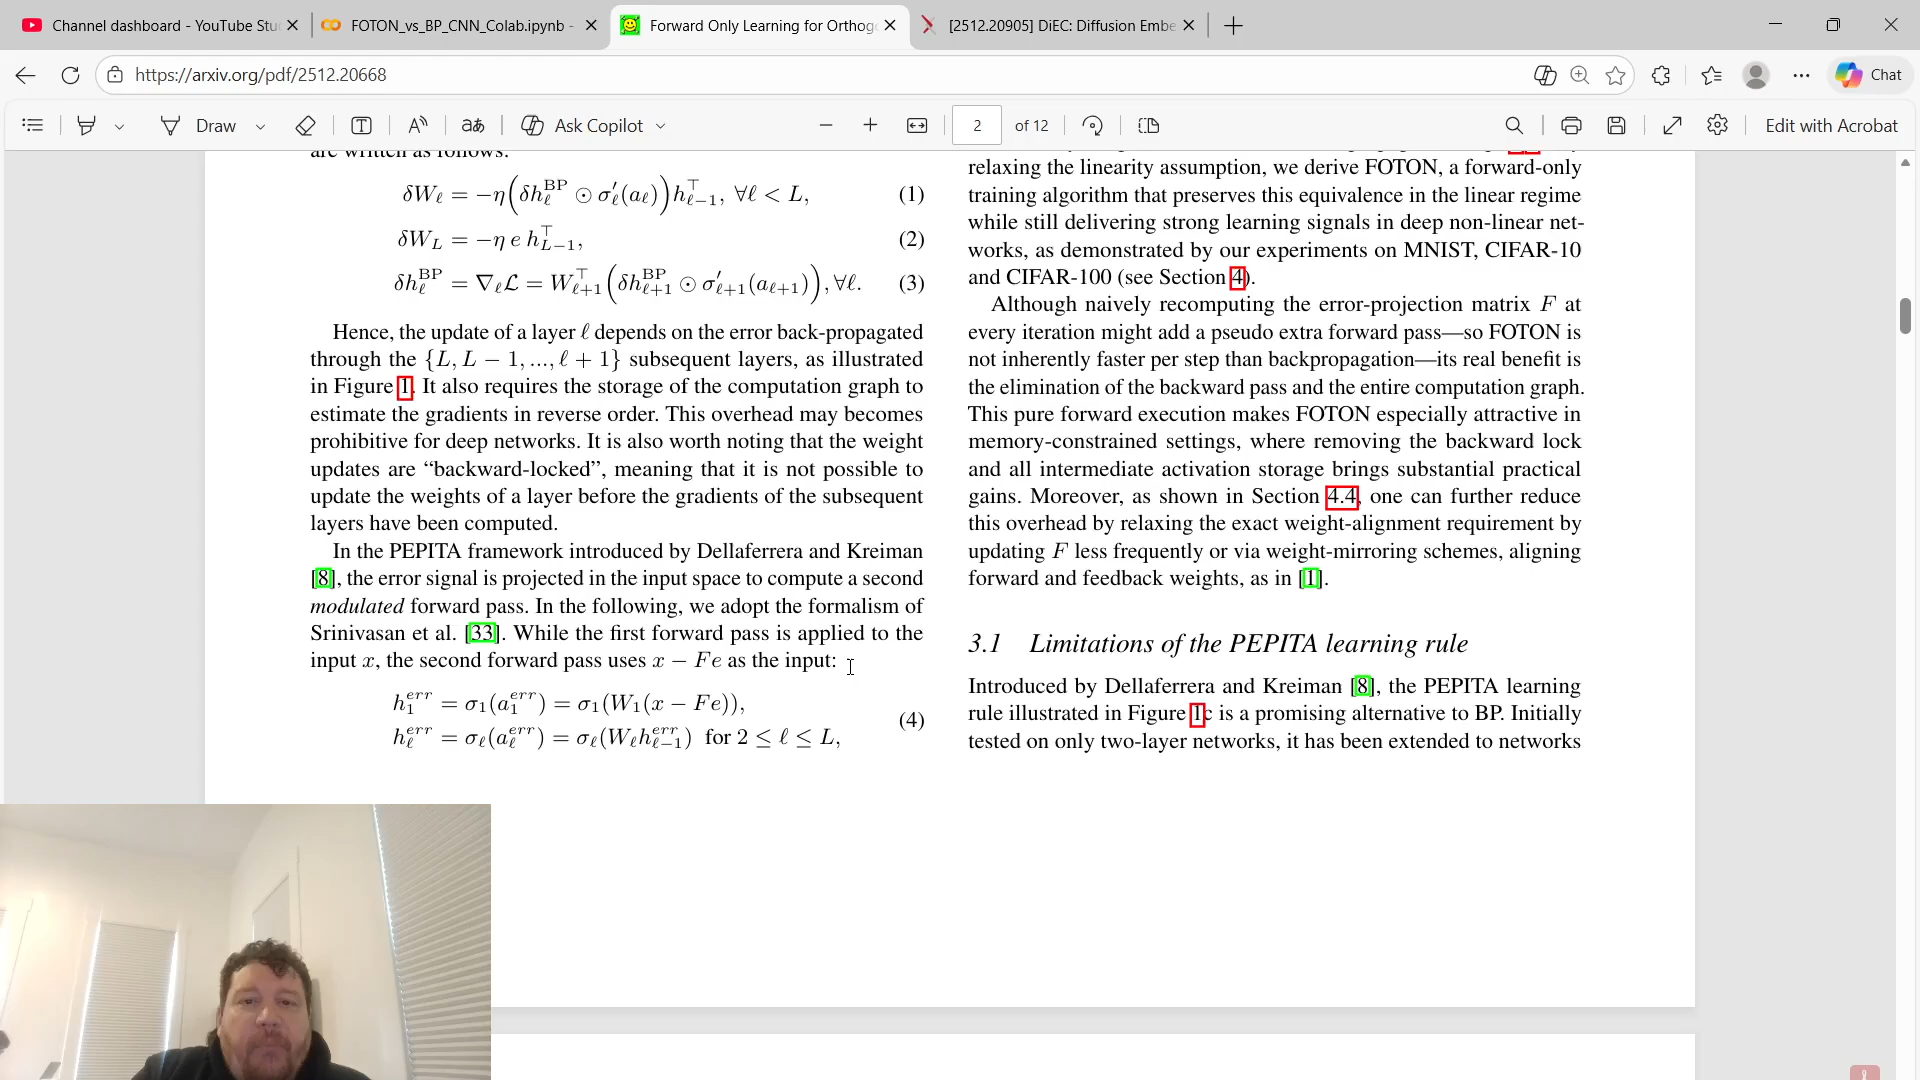 Channel dashboard - YouTube Stu
FOTON_vs_BP_CNN_Colab.ipynb -
Forward Only Learning for Orthogo
[2512.20905] DiEC: Diffusion Embe
https://arxiv.org/pdf/2512.20668
Chat
Draw
aあ
Ask Copilot
2 of 12
Edit with Acrobat
are written as follows:
δW_ℓ = −η(δh_ℓ^BP ⊙ σ′_ℓ(a_ℓ))h_{ℓ−1}^⊤, ∀ℓ < L, (1)
δW_L = −η e h_{L−1}^⊤, (2)
δh_ℓ^BP = ∇_ℓ𝓛 = W_{ℓ+1}^⊤(δh_{ℓ+1}^BP ⊙ σ′_{ℓ+1}(a_{ℓ+1})), ∀ℓ. (3)
Hence, the update of a layer ℓ depends on the error back-propagated
through the {L, L − 1, ..., ℓ + 1} subsequent layers, as illustrated
in Figure 1. It also requires the storage of the computation graph to
estimate the gradients in reverse order. This overhead may becomes
prohibitive for deep networks. It is also worth noting that the weight
updates are “backward-locked”, meaning that it is not possible to
update the weights of a layer before the gradients of the subsequent
layers have been computed.
In the PEPITA framework introduced by Dellaferrera and Kreiman
[8], the error signal is projected in the input space to compute a second
modulated forward pass. In the following, we adopt the formalism of
Srinivasan et al. [33]. While the first forward pass is applied to the
input x, the second forward pass uses x − Fe as the input:
h_1^err = σ_1(a_1^err) = σ_1(W_1(x − Fe)),
h_ℓ^err = σ_ℓ(a_ℓ^err) = σ_ℓ(W_ℓ h_{ℓ−1}^err) for 2 ≤ ℓ ≤ L, (4)
relaxing the linearity assumption, we derive FOTON, a forward-only
training algorithm that preserves this equivalence in the linear regime
while still delivering strong learning signals in deep non-linear net-
works, as demonstrated by our experiments on MNIST, CIFAR-10
and CIFAR-100 (see Section 4).
Although naively recomputing the error-projection matrix F at
every iteration might add a pseudo extra forward pass—so FOTON is
not inherently faster per step than backpropagation—its real benefit is
the elimination of the backward pass and the entire computation graph.
This pure forward execution makes FOTON especially attractive in
memory-constrained settings, where removing the backward lock
and all intermediate activation storage brings substantial practical
gains. Moreover, as shown in Section 4.4, one can further reduce
this overhead by relaxing the exact weight-alignment requirement by
updating F less frequently or via weight-mirroring schemes, aligning
forward and feedback weights, as in [1].
3.1 Limitations of the PEPITA learning rule
Introduced by Dellaferrera and Kreiman [8], the PEPITA learning
rule illustrated in Figure 1c is a promising alternative to BP. Initially
tested on only two-layer networks, it has been extended to networks